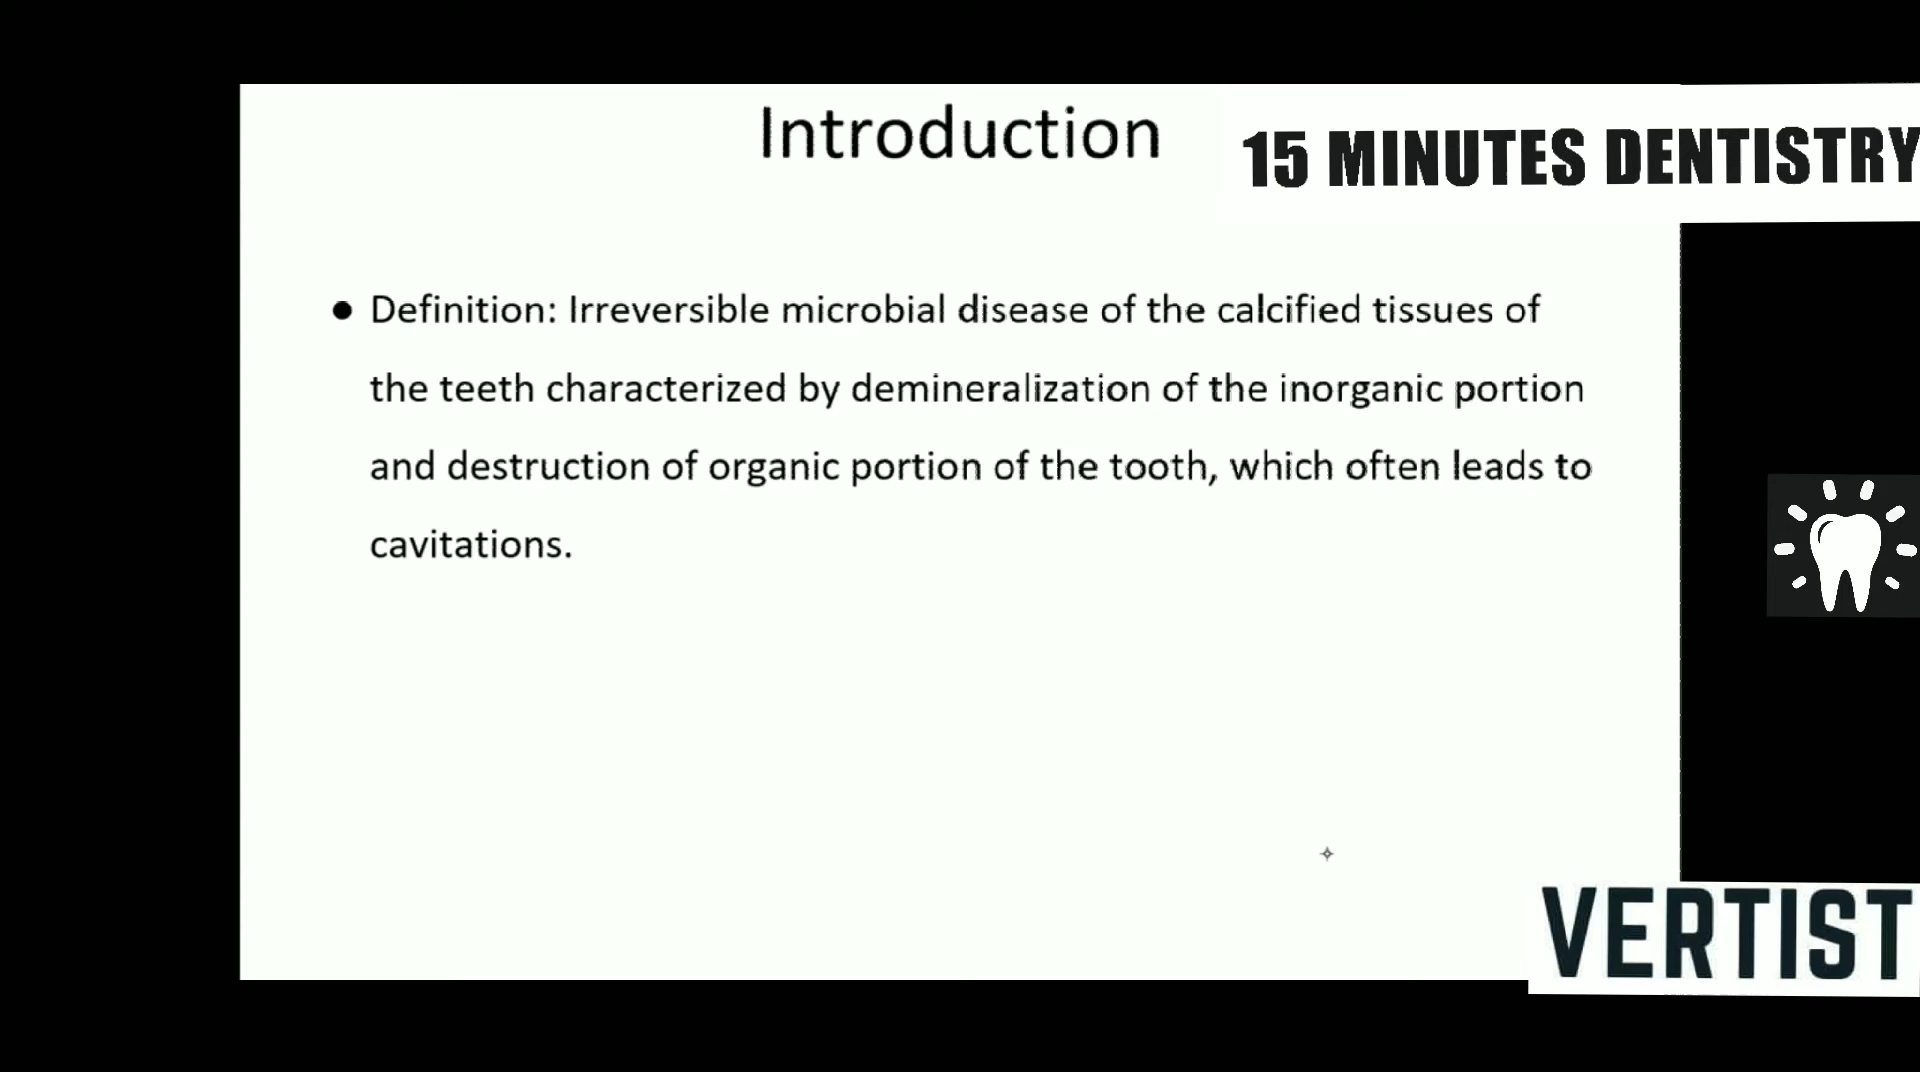 Introduction
15 MINUTES DENTISTRY
● Definition: Irreversible microbial disease of the calcified tissues of
the teeth characterized by demineralization of the inorganic portion
and destruction of organic portion of the tooth, which often leads to
cavitations.
VERTIST